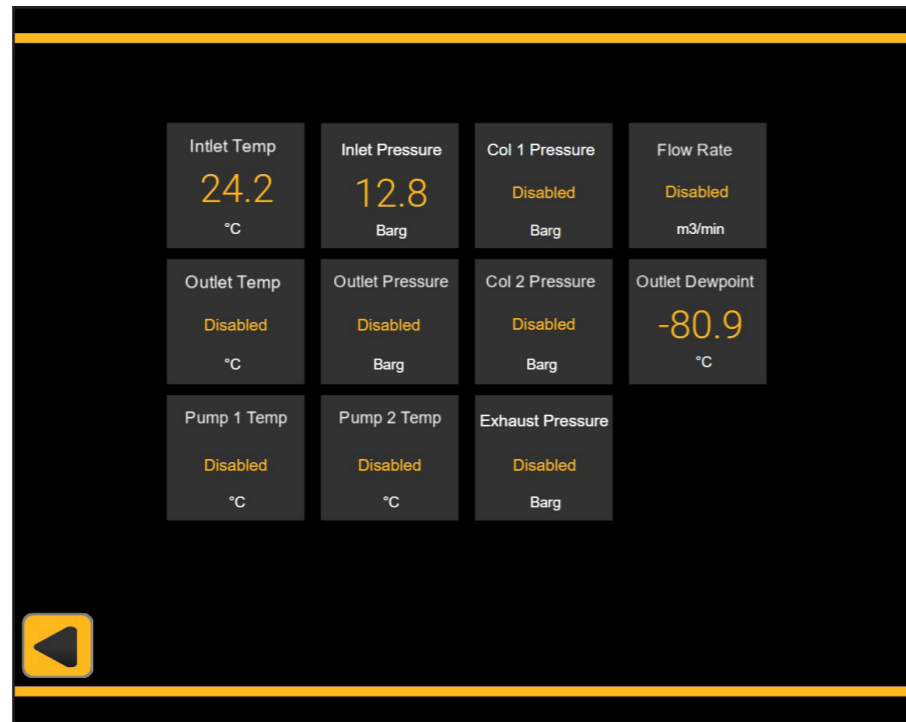 Intlet Temp
24.2
°C
Inlet Pressure
12.8
Barg
Col 1 Pressure
Disabled
Barg
Flow Rate
Disabled
m3/min
Outlet Temp
Disabled
°C
Outlet Pressure
Disabled
Barg
Col 2 Pressure
Disabled
Barg
Outlet Dewpoint
-80.9
°C
Pump 1 Temp
Disabled
°C
Pump 2 Temp
Disabled
°C
Exhaust Pressure
Disabled
Barg